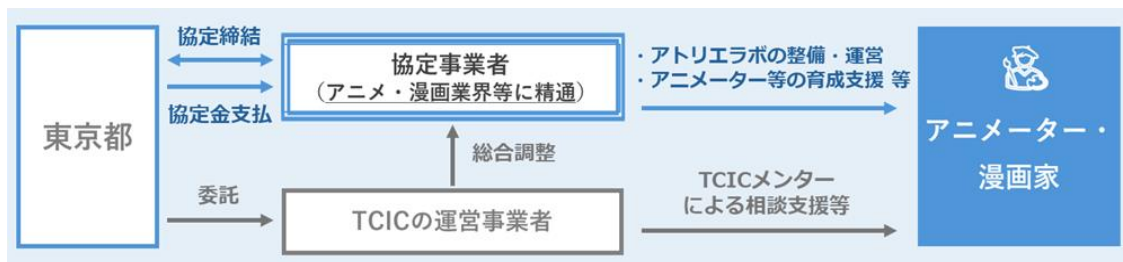 東京都
協定締結
協定金支払
委託
協定事業者
（アニメ・漫画業界等に精通）
総合調整
TCICの運営事業者
・アトリエラボの整備・運営
・アニメーター等の育成支援 等
TCICメンター
による相談支援等
アニメーター・
漫画家